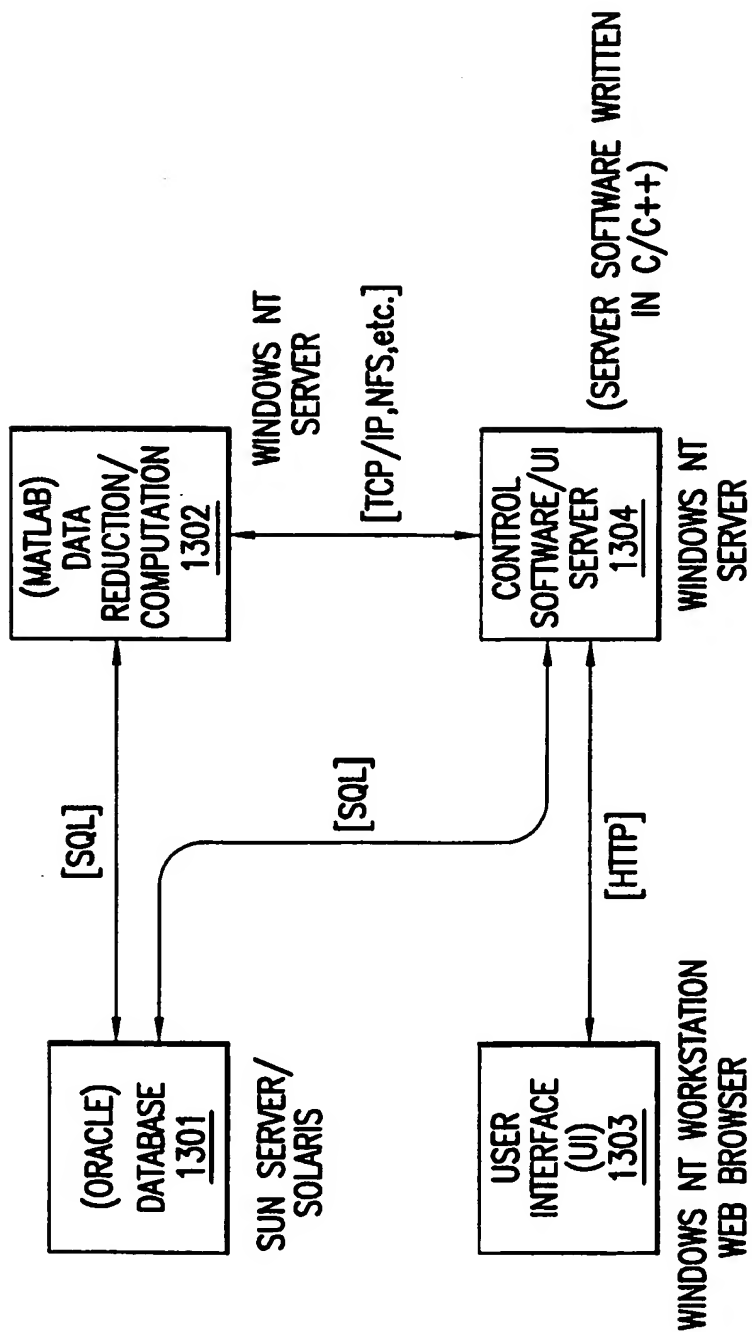 (ORACLE)
DATABASE
1301
SUN SERVER/
SOLARIS
[SQL]
(MATLAB)
DATA
REDUCTION/
COMPUTATION
1302
WINDOWS NT
SERVER
[TCP/IP,NFS,etc.]
[SQL]
USER
INTERFACE
(UI)
1303
WINDOWS NT WORKSTATION
WEB BROWSER
[HTTP]
CONTROL
SOFTWARE/UI
SERVER
1304
WINDOWS NT
SERVER
(SERVER SOFTWARE WRITTEN
IN C/C++)